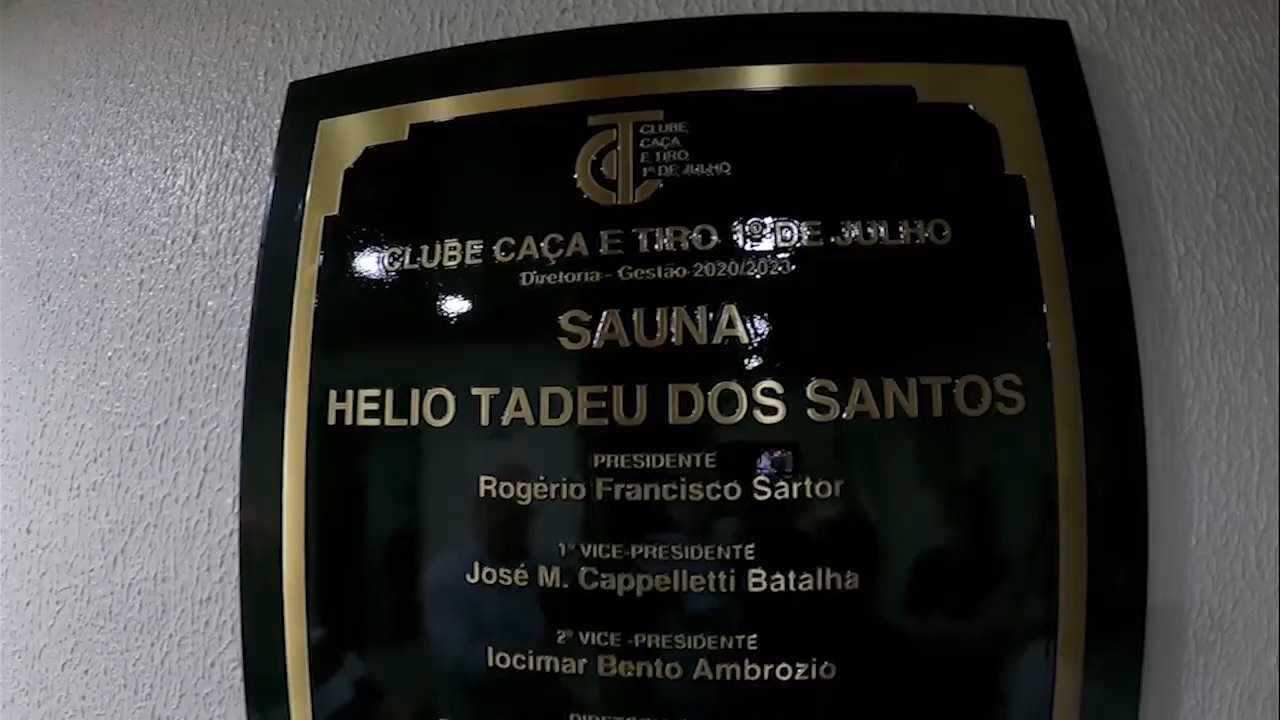 CLUBE
CAÇA
E TIRO
1º DE JULHO
CLUBE CAÇA E TIRO 1º DE JULHO
Diretoria - Gestão 2020/2023
SAUNA
HELIO TADEU DOS SANTOS
PRESIDENTE
Rogério Francisco Sartor
1º VICE-PRESIDENTE
José M. Cappelletti Batalha
2º VICE -PRESIDENTE
Iocimar Bento Ambrozio